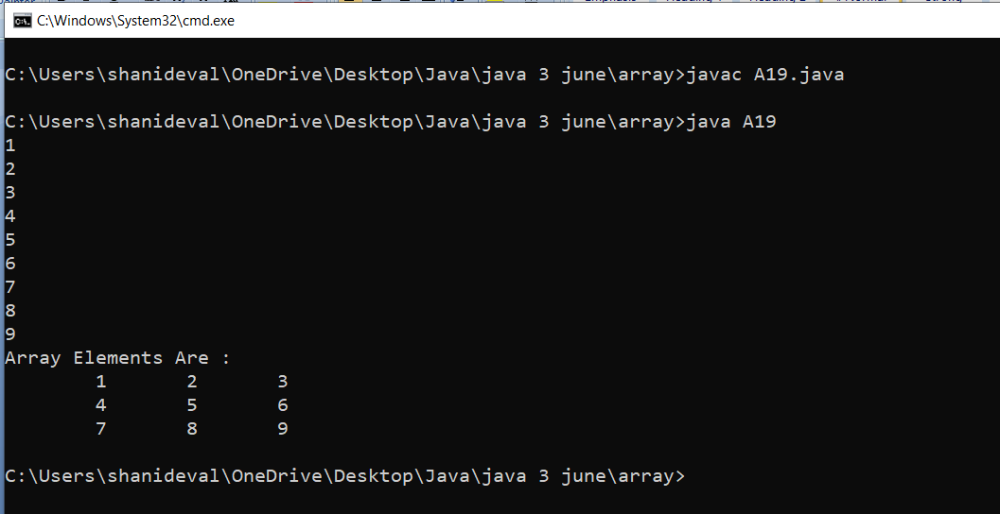 C:\Windows\System32\cmd.exe
C:\Users\shanideval\OneDrive\Desktop\Java\java 3 june\array>javac A19.java
C:\Users\shanideval\OneDrive\Desktop\Java\java 3 june\array>java A19
1
2
3
4
5
6
7
8
9
Array Elements Are :
1 2 3
4 5 6
7 8 9
C:\Users\shanideval\OneDrive\Desktop\Java\java 3 june\array>